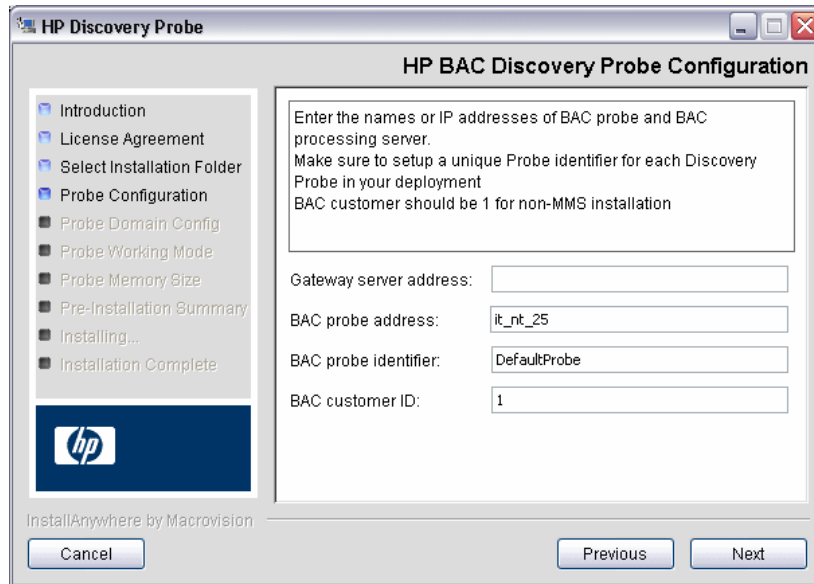 HP Discovery Probe
HP BAC Discovery Probe Configuration
Introduction
License Agreement
Select Installation Folder
Probe Configuration
Probe Domain Config
Probe Working Mode
Probe Memory Size
Pre-Installation Summary
Installing...
Installation Complete
hp
Enter the names or IP addresses of BAC probe and BAC
processing server.
Make sure to setup a unique Probe identifier for each Discovery
Probe in your deployment
BAC customer should be 1 for non-MMS installation
Gateway server address:
BAC probe address: it_nt_25
BAC probe identifier: DefaultProbe
BAC customer ID: 1
InstallAnywhere by Macrovision
Cancel Previous Next